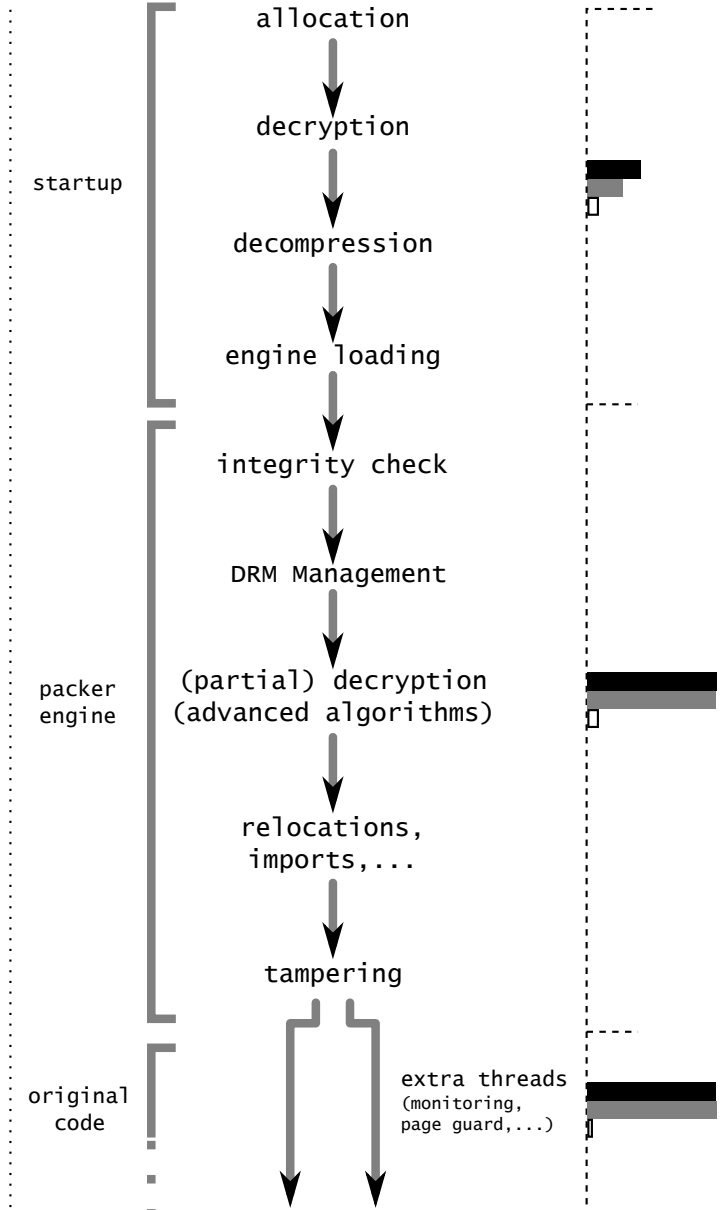 allocation
decryption
startup
decompression
engine loading
integrity check
DRM Management
packer
engine
(partial) decryption
(advanced algorithms)
relocations,
imports,...
tampering
original
code
extra threads
(monitoring,
page guard,...)